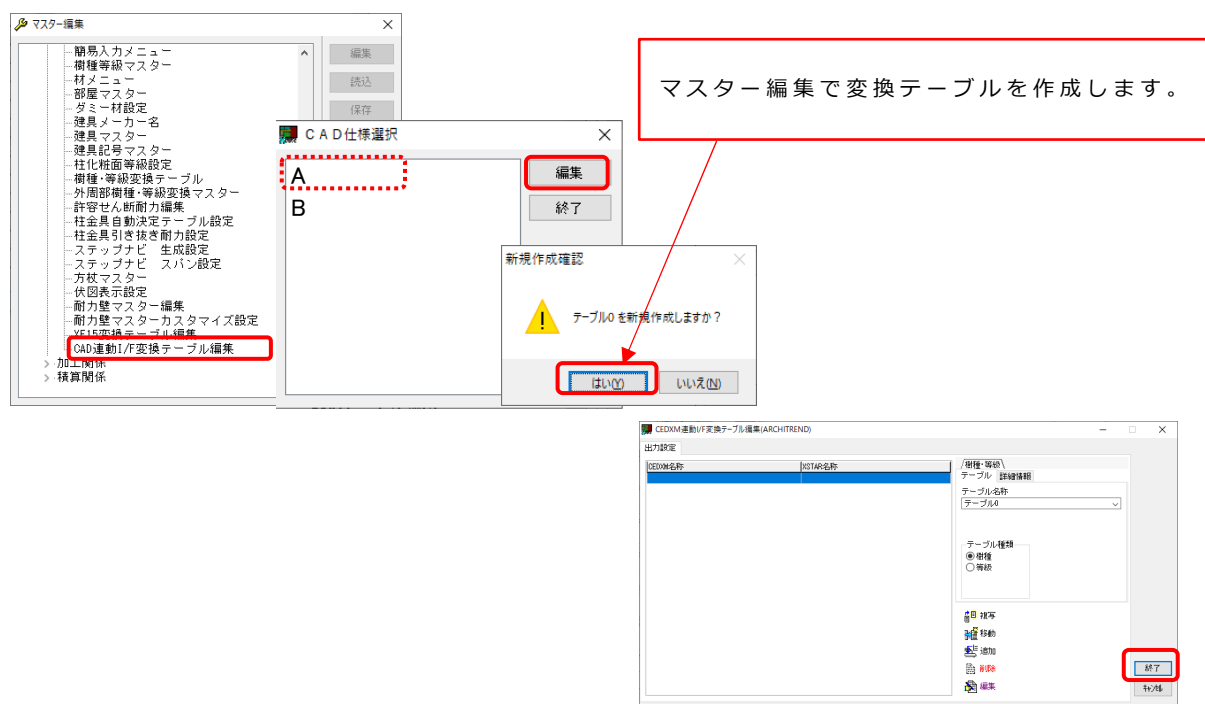 マスター編集
簡易入力メニュー
樹種等級マスター
材メニュー
部屋マスター
ダミー材設定
建具メーカー名
建具マスター
建具記号マスター
柱化粧面等級設定
樹種・等級変換テーブル
外周部樹種・等級変換マスター
許容せん断耐力編集
柱金具自動決定テーブル設定
柱金具引き抜き耐力設定
ステップナビ　生成設定
ステップナビ　スパン設定
方杖マスター
伏図表示設定
耐力壁マスター編集
耐力壁マスターカスタマイズ設定
XF15変換テーブル編集
CAD連動I/F変換テーブル編集
加工関係
積算関係
編集
読込
保存
マスター編集で変換テーブルを作成します。
ＣＡＤ仕様選択
A
B
編集
終了
新規作成確認
テーブル0 を新規作成しますか？
はい(Y)
いいえ(N)
CEDXM連動I/F変換テーブル編集(ARCHITREND)
出力設定
CEDXM名称
XSTAR名称
/樹種・等級\
テーブル
詳細情報
テーブル名称
テーブル0
テーブル種類
樹種
等級
複写
移動
追加
削除
編集
終了
キャンセル